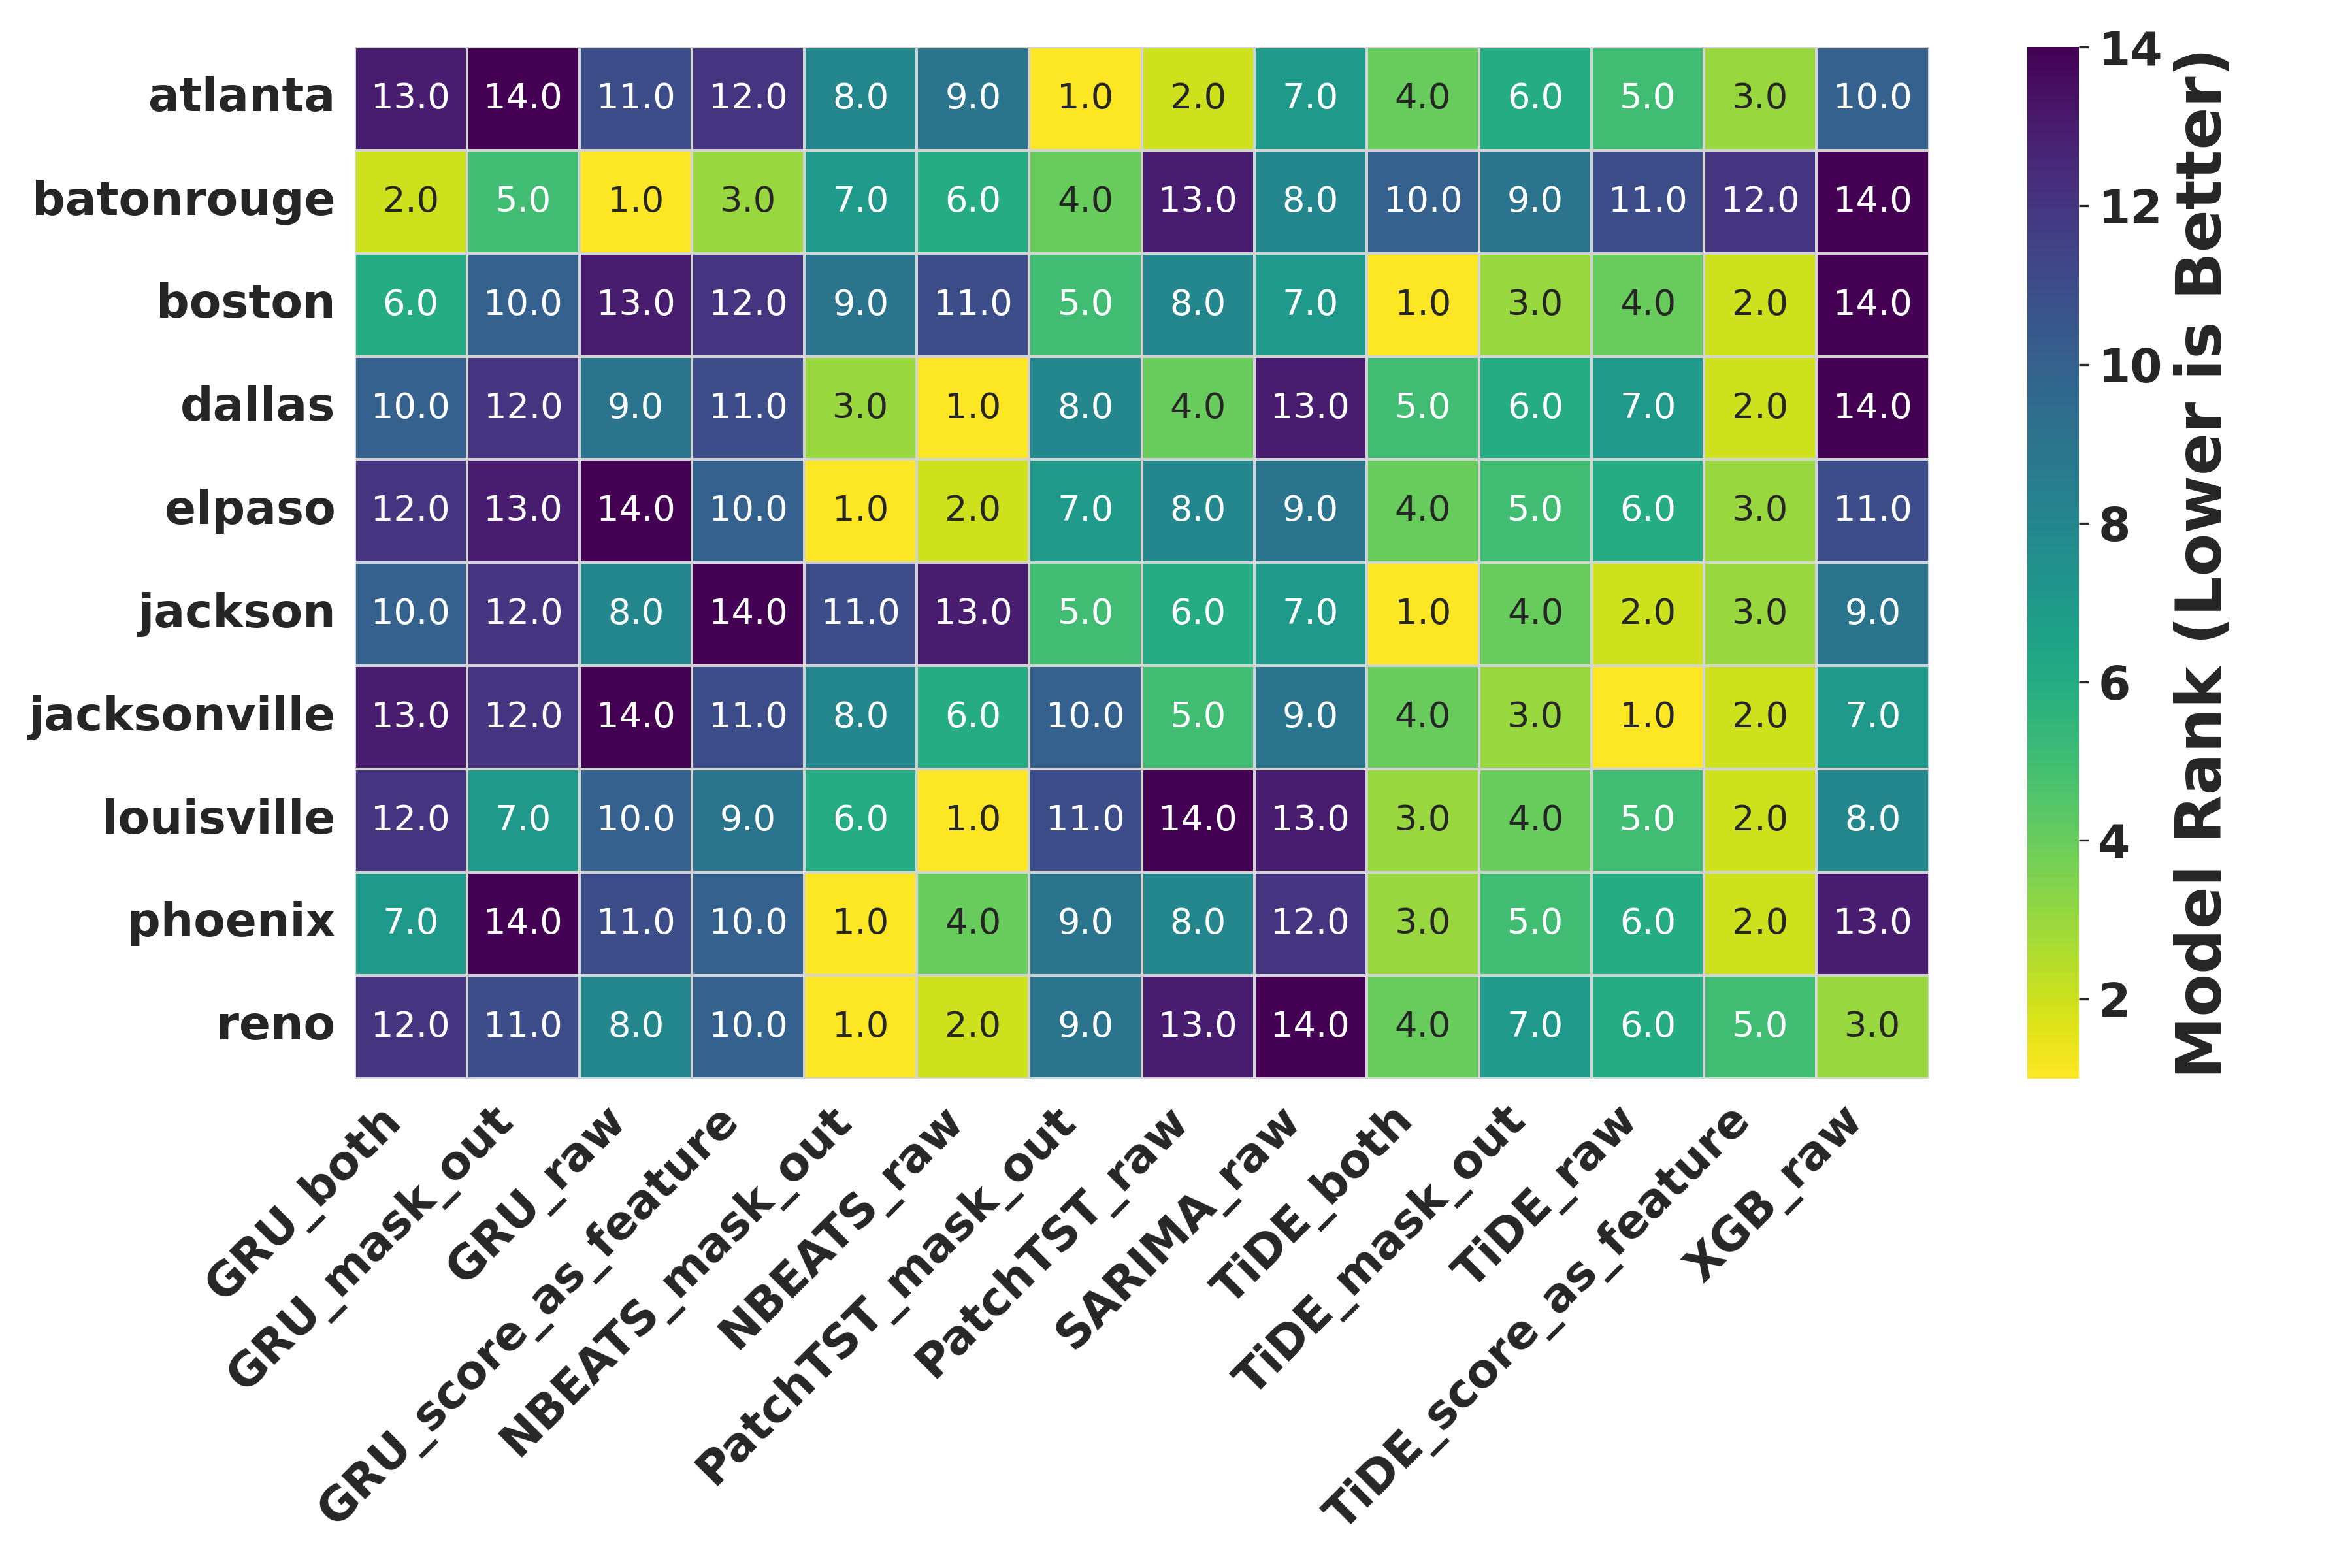 atlanta 13.0 14.0 11.0 12.0 8.0 9.0 1.0 2.0 7.0 4.0 6.0 5.0 3.0 10.0
batonrouge 2.0 5.0 1.0 3.0 7.0 6.0 4.0 13.0 8.0 10.0 9.0 11.0 12.0 14.0
boston 6.0 10.0 13.0 12.0 9.0 11.0 5.0 8.0 7.0 1.0 3.0 4.0 2.0 14.0
dallas 10.0 12.0 9.0 11.0 3.0 1.0 8.0 4.0 13.0 5.0 6.0 7.0 2.0 14.0
elpaso 12.0 13.0 14.0 10.0 1.0 2.0 7.0 8.0 9.0 4.0 5.0 6.0 3.0 11.0
jackson 10.0 12.0 8.0 14.0 11.0 13.0 5.0 6.0 7.0 1.0 4.0 2.0 3.0 9.0
jacksonville 13.0 12.0 14.0 11.0 8.0 6.0 10.0 5.0 9.0 4.0 3.0 1.0 2.0 7.0
louisville 12.0 7.0 10.0 9.0 6.0 1.0 11.0 14.0 13.0 3.0 4.0 5.0 2.0 8.0
phoenix 7.0 14.0 11.0 10.0 1.0 4.0 9.0 8.0 12.0 3.0 5.0 6.0 2.0 13.0
reno 12.0 11.0 8.0 10.0 1.0 2.0 9.0 13.0 14.0 4.0 7.0 6.0 5.0 3.0
GRU_both
GRU_mask_out
GRU_raw
GRU_score_as_feature
NBEATS_mask_out
NBEATS_raw
PatchTST_mask_out
PatchTST_raw
SARIMA_raw
TiDE_both
TiDE_mask_out
TiDE_raw
TiDE_score_as_feature
XGB_raw
14
12
10
8
6
4
2
Model Rank (Lower is Better)